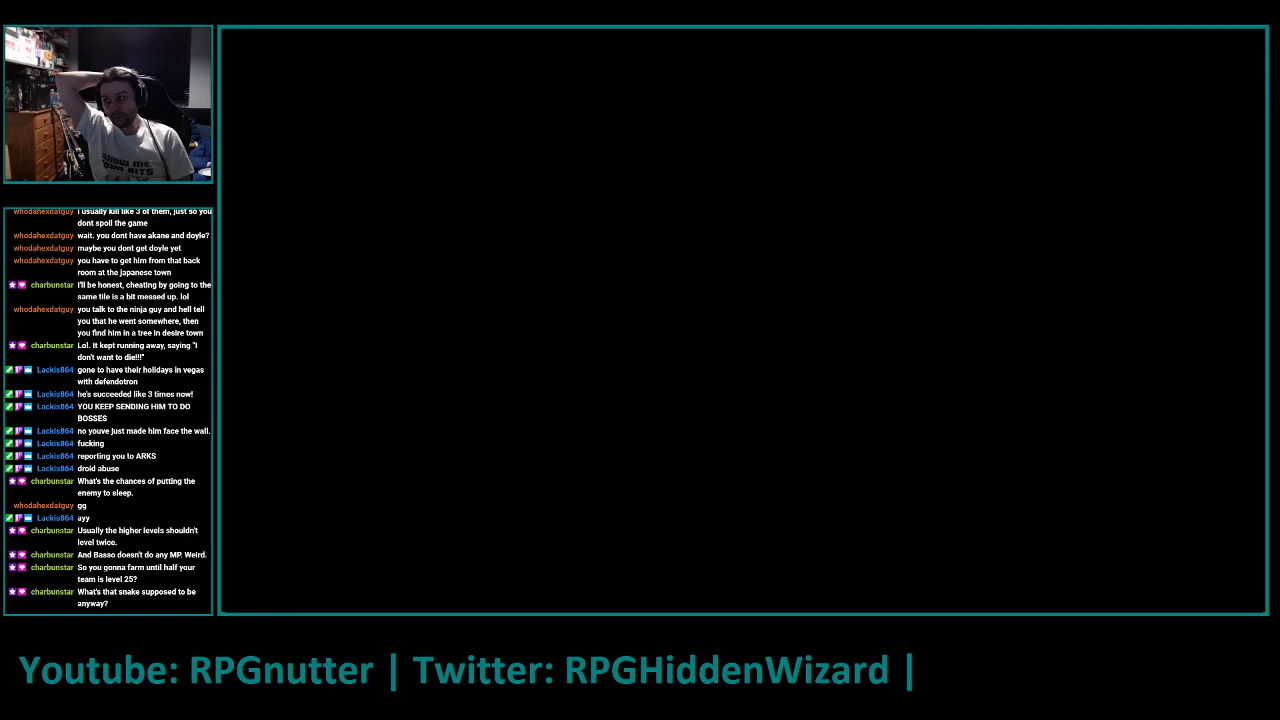 SHOW ME
YOUR BITS
whodahexdatguy i usually kill like 3 of them, just so you
dont spoil the game
whodahexdatguy wait. you dont have akane and doyle?
whodahexdatguy maybe you dont get doyle yet
whodahexdatguy you have to get him from that back
room at the japanese town
charbunstar I'll be honest, cheating by going to the
same tile is a bit messed up. lol
whodahexdatguy you talk to the ninja guy and hell tell
you that he went somewhere, then
you find him in a tree in desire town
charbunstar Lol. It kept running away, saying "I
don't want to die!!!"
Lackis864 gone to have their holidays in vegas
with defendotron
Lackis864 he's succeeded like 3 times now!
Lackis864 YOU KEEP SENDING HIM TO DO
BOSSES
Lackis864 no youve just made him face the wall.
Lackis864 fucking
Lackis864 reporting you to ARKS
Lackis864 droid abuse
charbunstar What's the chances of putting the
enemy to sleep.
whodahexdatguy gg
Lackis864 ayy
charbunstar Usually the higher levels shouldn't
level twice.
charbunstar And Basso doesn't do any MP. Weird.
charbunstar So you gonna farm until half your
team is level 25?
charbunstar What's that snake supposed to be
anyway?
Youtube: RPGnutter | Twitter: RPGHiddenWizard |